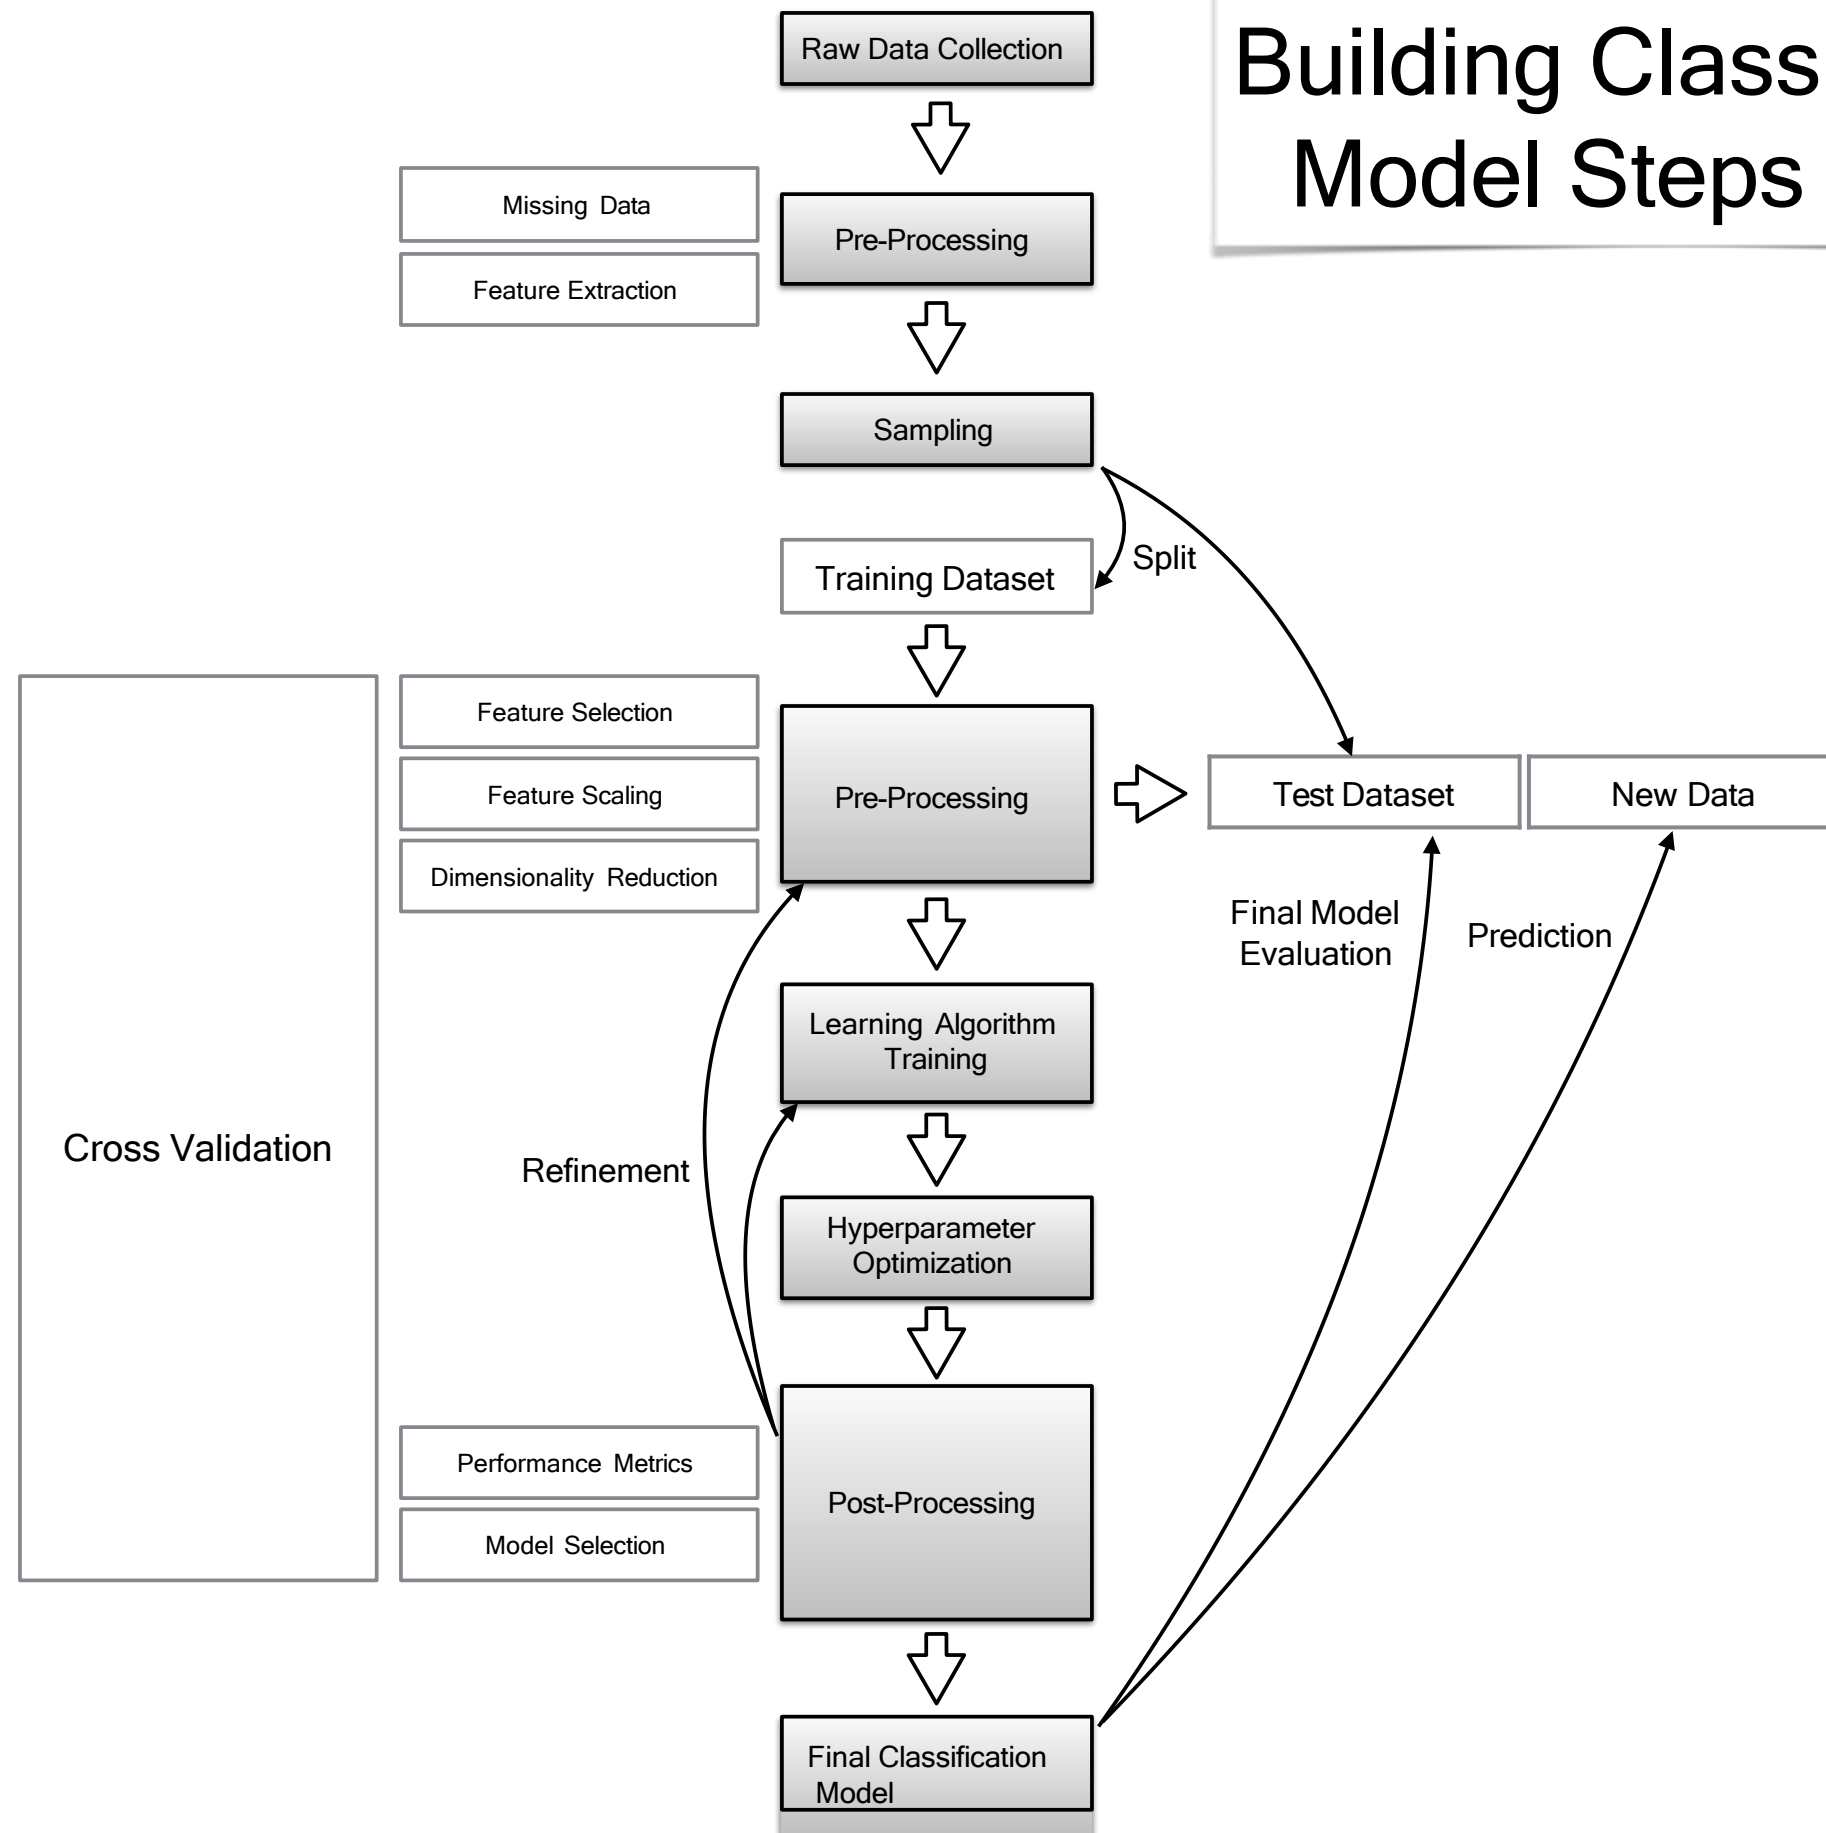 Building Class
Model Steps
Raw Data Collection
Missing Data
Pre-Processing
Feature Extraction
Sampling
Split
Training Dataset
Feature Selection
Feature Scaling
Pre-Processing
Test Dataset
New Data
Dimensionality Reduction
Final Model
Evaluation
Prediction
Learning Algorithm
Training
Cross Validation
Refinement
Hyperparameter
Optimization
Performance Metrics
Post-Processing
Model Selection
Final Classification
Model